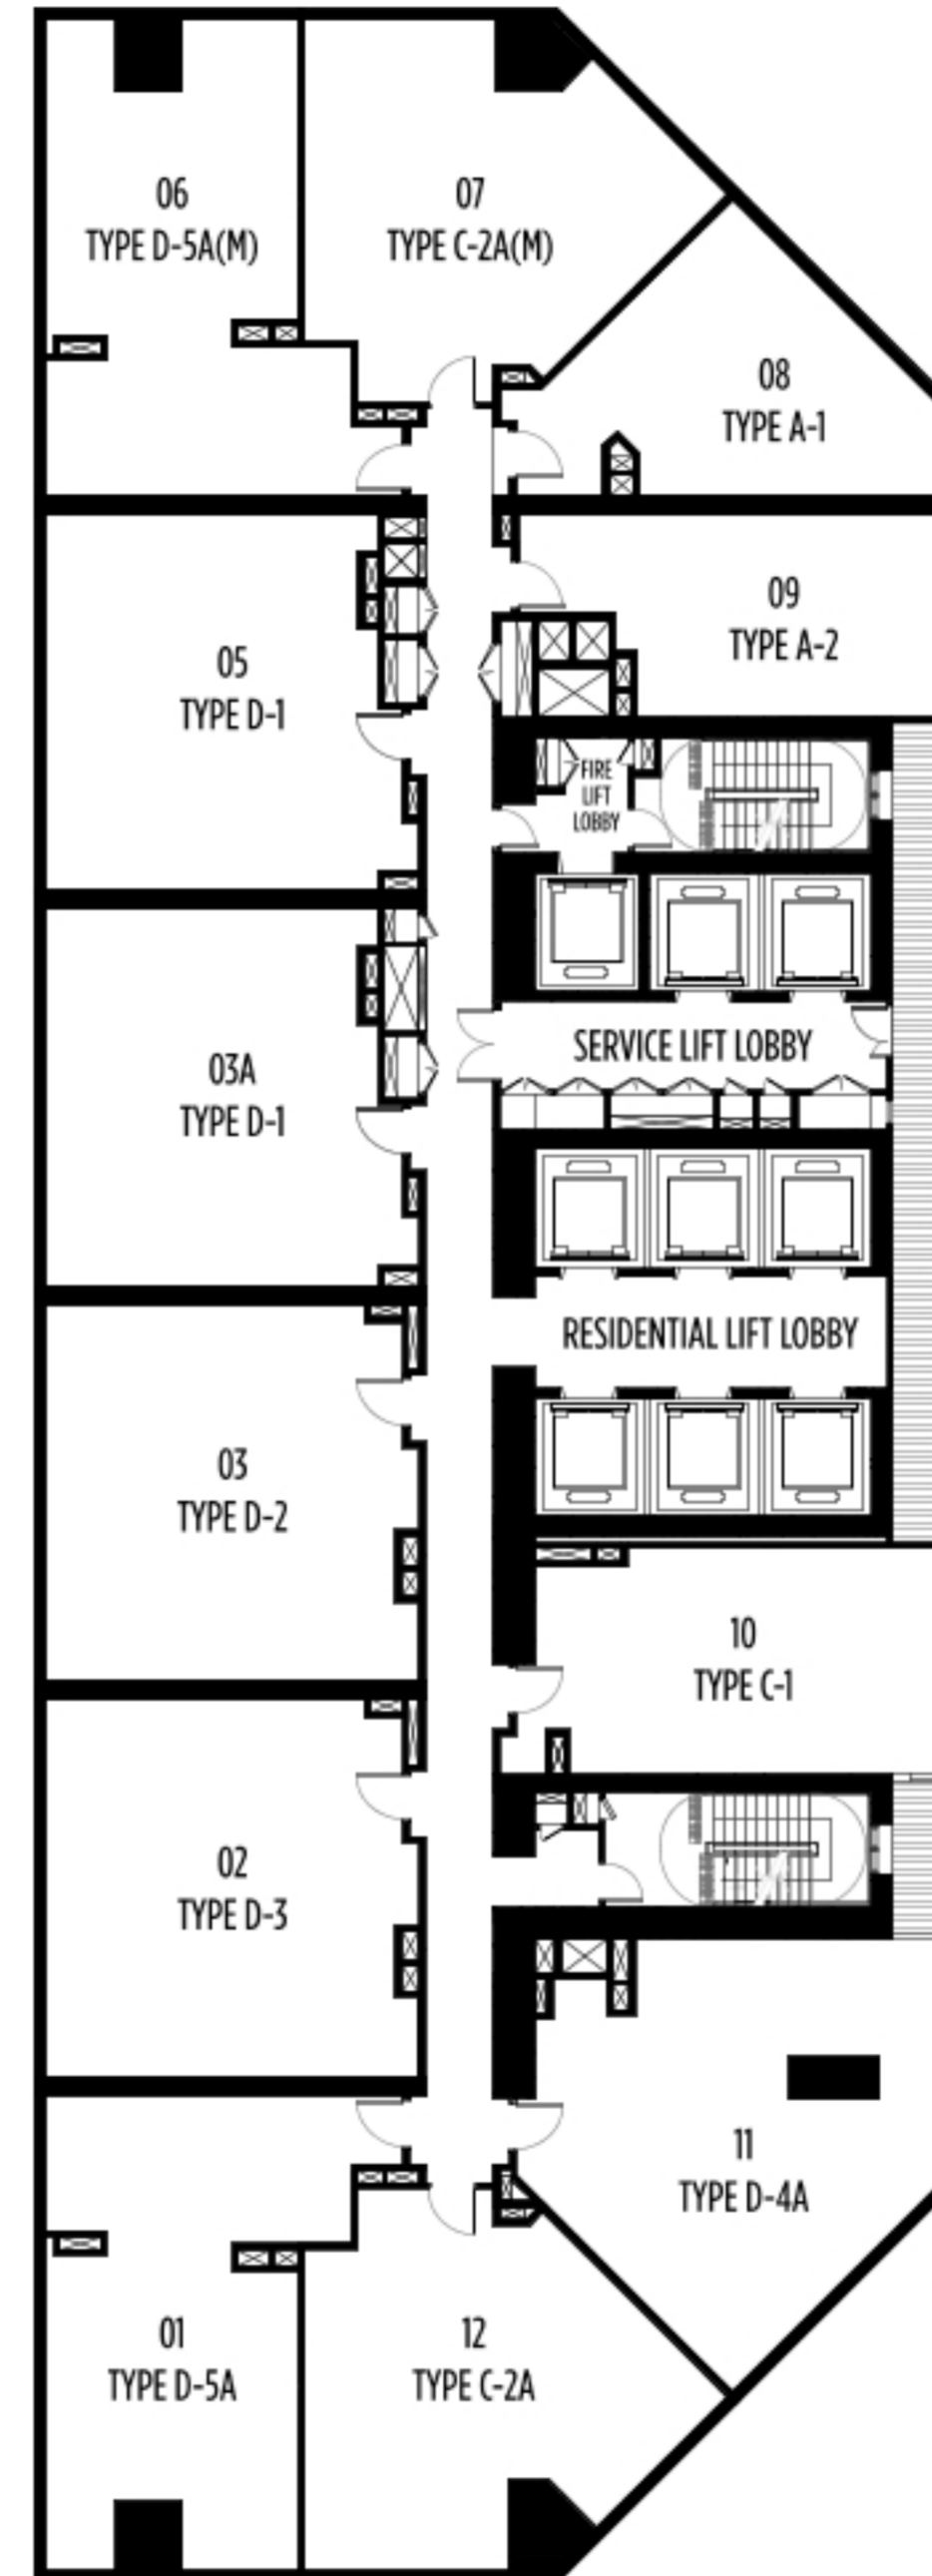 06
TYPE D-5A(M)
07
TYPE C-2A(M)
08
TYPE A-1
09
TYPE A-2
05
TYPE D-1
FIRE
LIFT
LOBBY
SERVICE LIFT LOBBY
03A
TYPE D-1
RESIDENTIAL LIFT LOBBY
03
TYPE D-2
10
TYPE C-1
02
TYPE D-3
11
TYPE D-4A
01
TYPE D-5A
12
TYPE C-2A